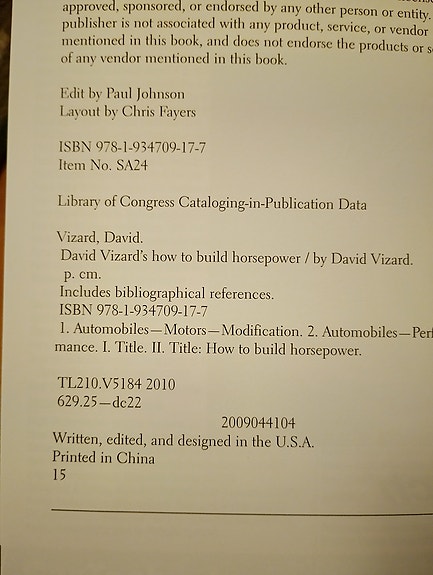 approved, sponsored, or endorsed by any other person or entity.
publisher is not associated with any product, service, or vendor
mentioned in this book, and does not endorse the products or s
of any vendor mentioned in this book.
Edit by Paul Johnson
Layout by Chris Fayers
ISBN 978-1-934709-17-7
Item No. SA24
Library of Congress Cataloging-in-Publication Data
Vizard, David.
David Vizard's how to build horsepower / by David Vizard.
p. cm.
Includes bibliographical references.
ISBN 978-1-934709-17-7
1. Automobiles—Motors—Modification. 2. Automobiles—Perf
mance. I. Title. II. Title: How to build horsepower.
TL210.V5184 2010
629.25—dc22
2009044104
Written, edited, and designed in the U.S.A.
Printed in China
15